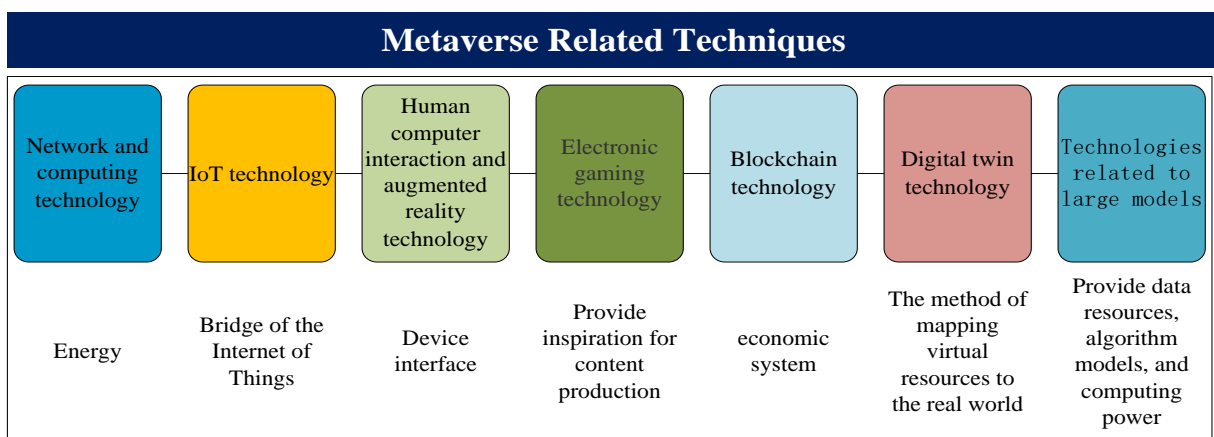 Metaverse Related Techniques
Network and
computing
technology
IoT technology
Human
computer
interaction and
augmented
reality
technology
Electronic
gaming
technology
Blockchain
technology
Digital twin
technology
Technologies
related to
large models
Energy
Bridge of the
Internet of
Things
Device
interface
Provide
inspiration for
content
production
economic
system
The method of
mapping
virtual
resources to
the real world
Provide data
resources,
algorithm
models, and
computing
power